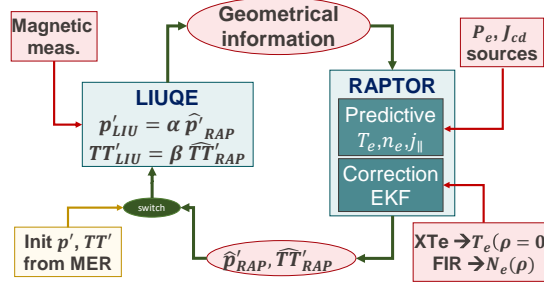 Magnetic
meas.
Geometrical
information
P_e, J_cd
sources
LIUQE
p'_LIU = α p̂'_RAP
TT'_LIU = β T̂T'_RAP
RAPTOR
Predictive
T_e,n_e,j_∥
Correction
EKF
switch
Init p', TT'
from MER
p̂'_RAP, T̂T'_RAP
XTe →T_e(ρ = 0
FIR →N_e(ρ)